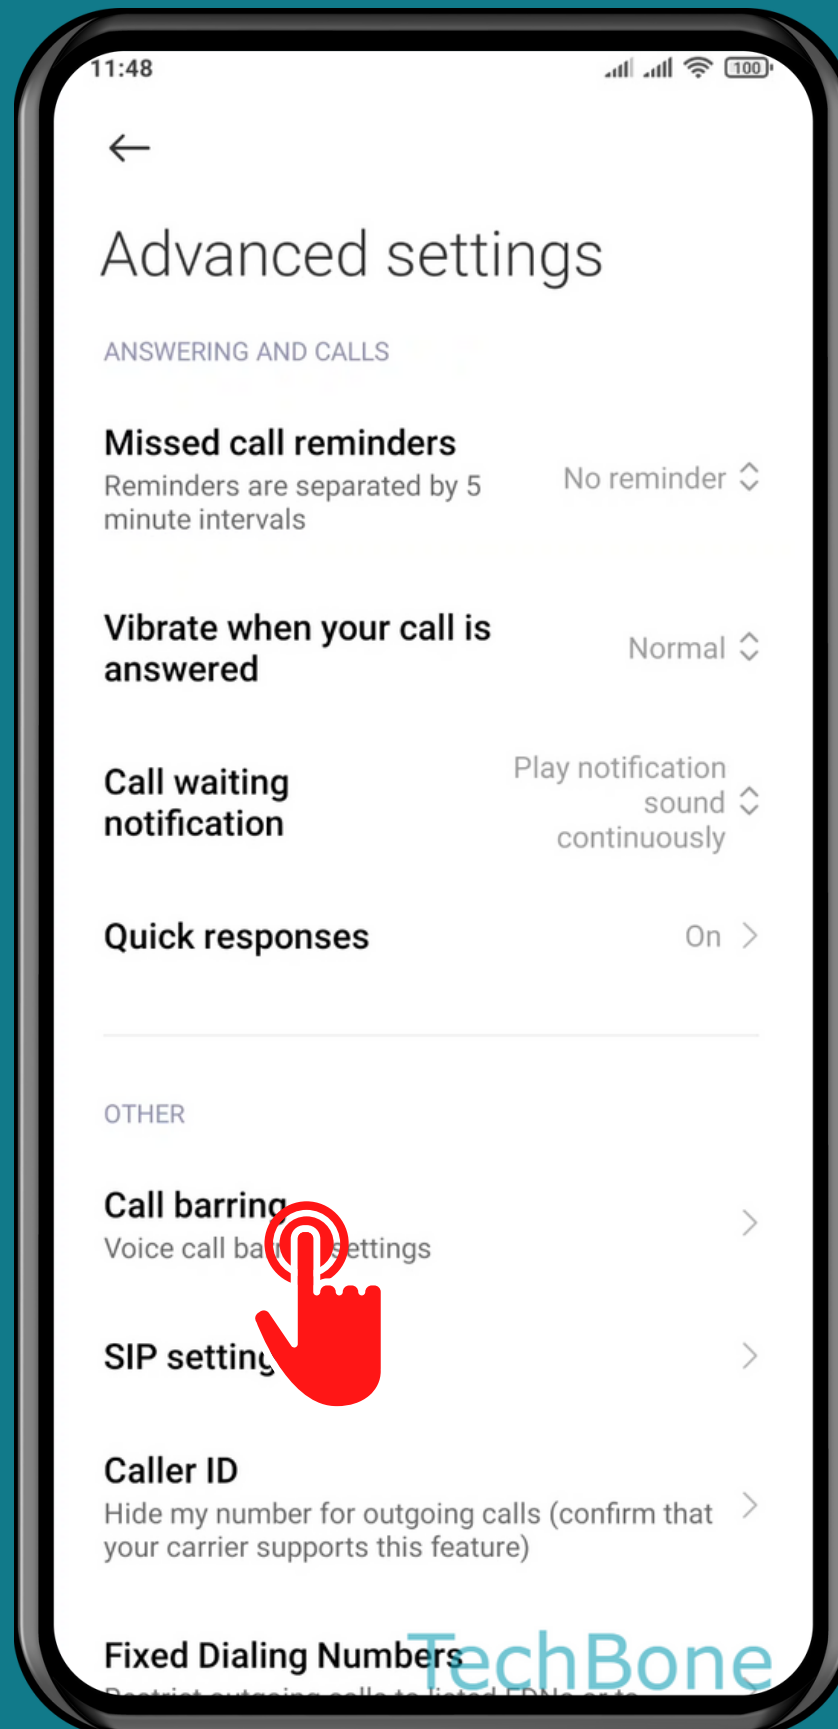 11:48
100
Advanced settings
ANSWERING AND CALLS
Missed call reminders
Reminders are separated by 5
minute intervals
No reminder
Vibrate when your call is
answered
Normal
Call waiting
notification
Play notification
sound
continuously
Quick responses
On
OTHER
Call barring
Voice call settings
SIP setting
Caller ID
Hide my number for outgoing calls (confirm that
your carrier supports this feature)
Fixed Dialing Numbers
TechBone